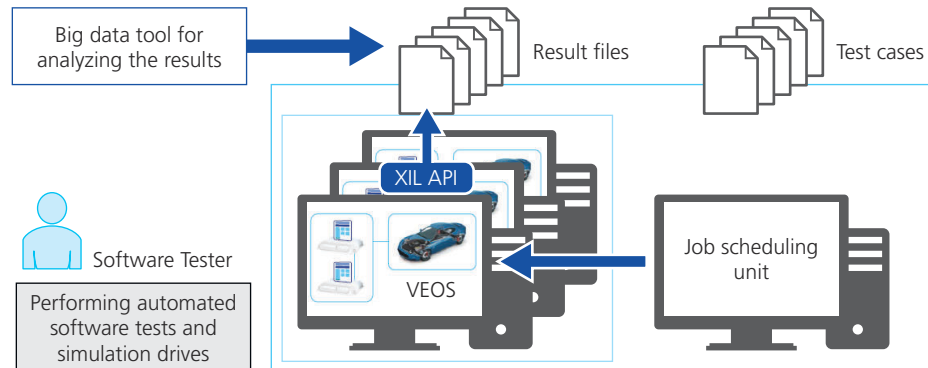 Big data tool for
analyzing the results
Result files
Test cases
XIL API
Software Tester
VEOS
Job scheduling
unit
Performing automated
software tests and
simulation drives